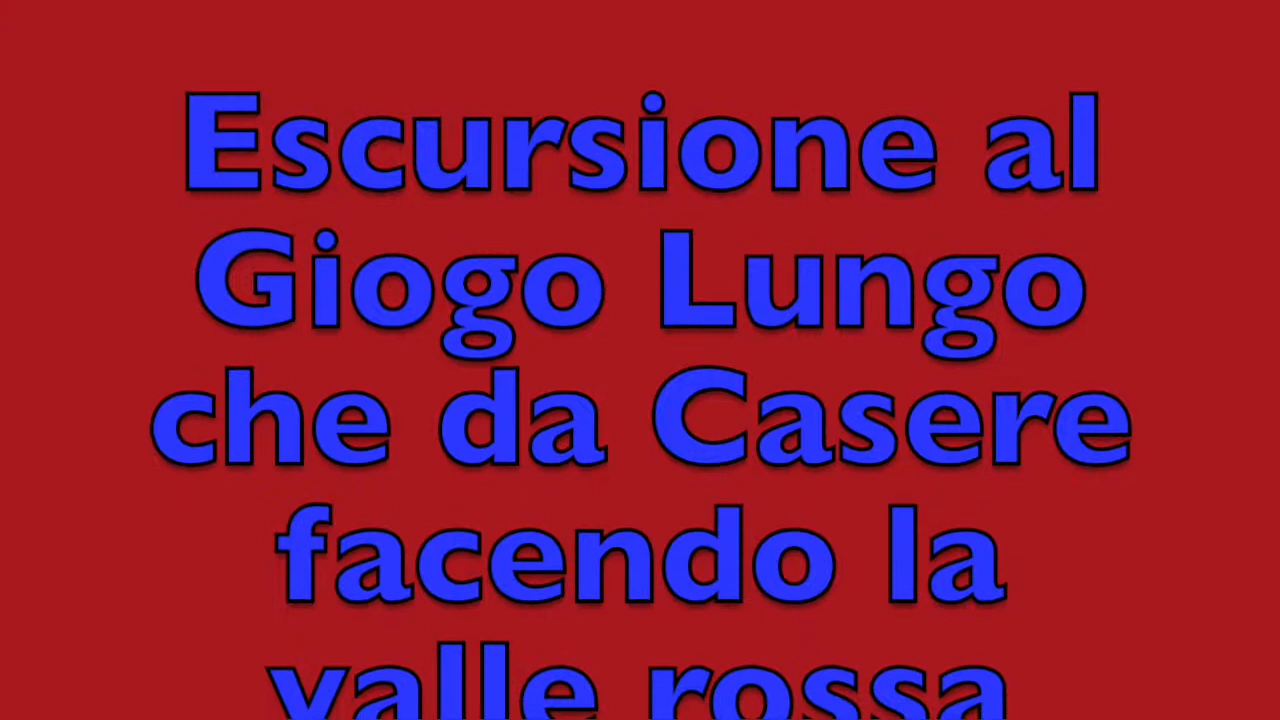 Escursione al
Giogo Lungo
che da Casere
facendo la
valle rossa